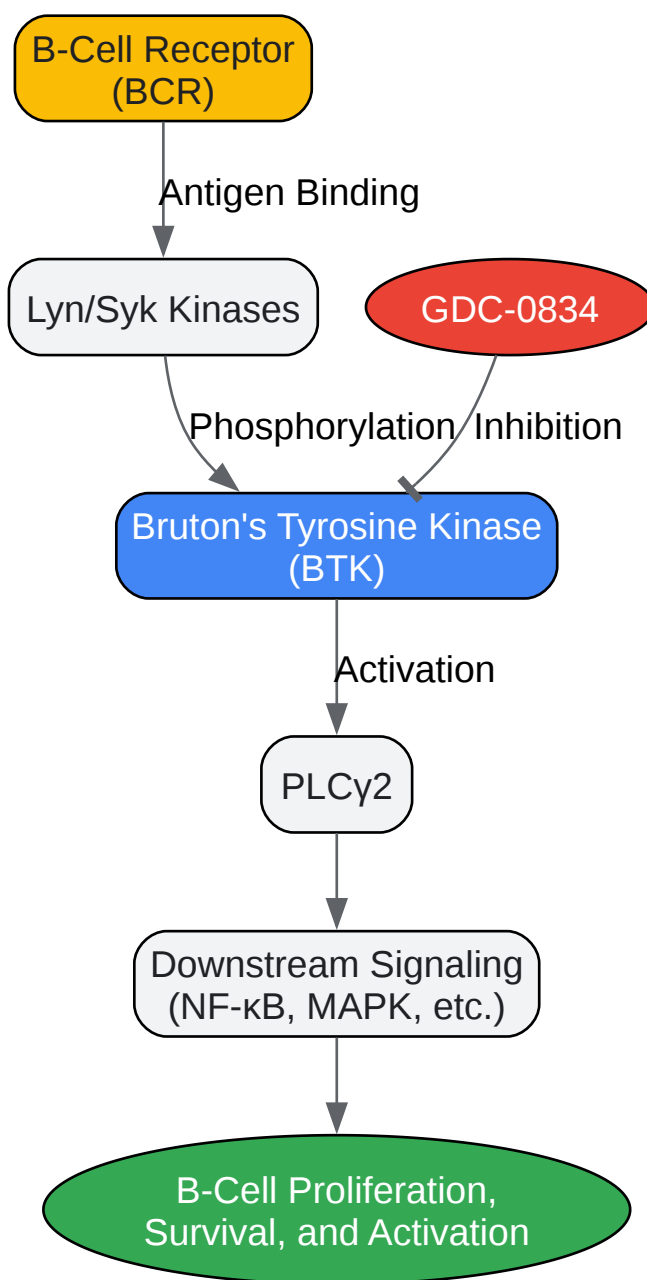 B-Cell Receptor
(BCR)
Antigen Binding
Lyn/Syk Kinases
GDC-0834
Phosphorylation
Inhibition
Bruton's Tyrosine Kinase
(BTK)
Activation
PLCγ2
Downstream Signaling
(NF-κB, MAPK, etc.)
B-Cell Proliferation,
Survival, and Activation